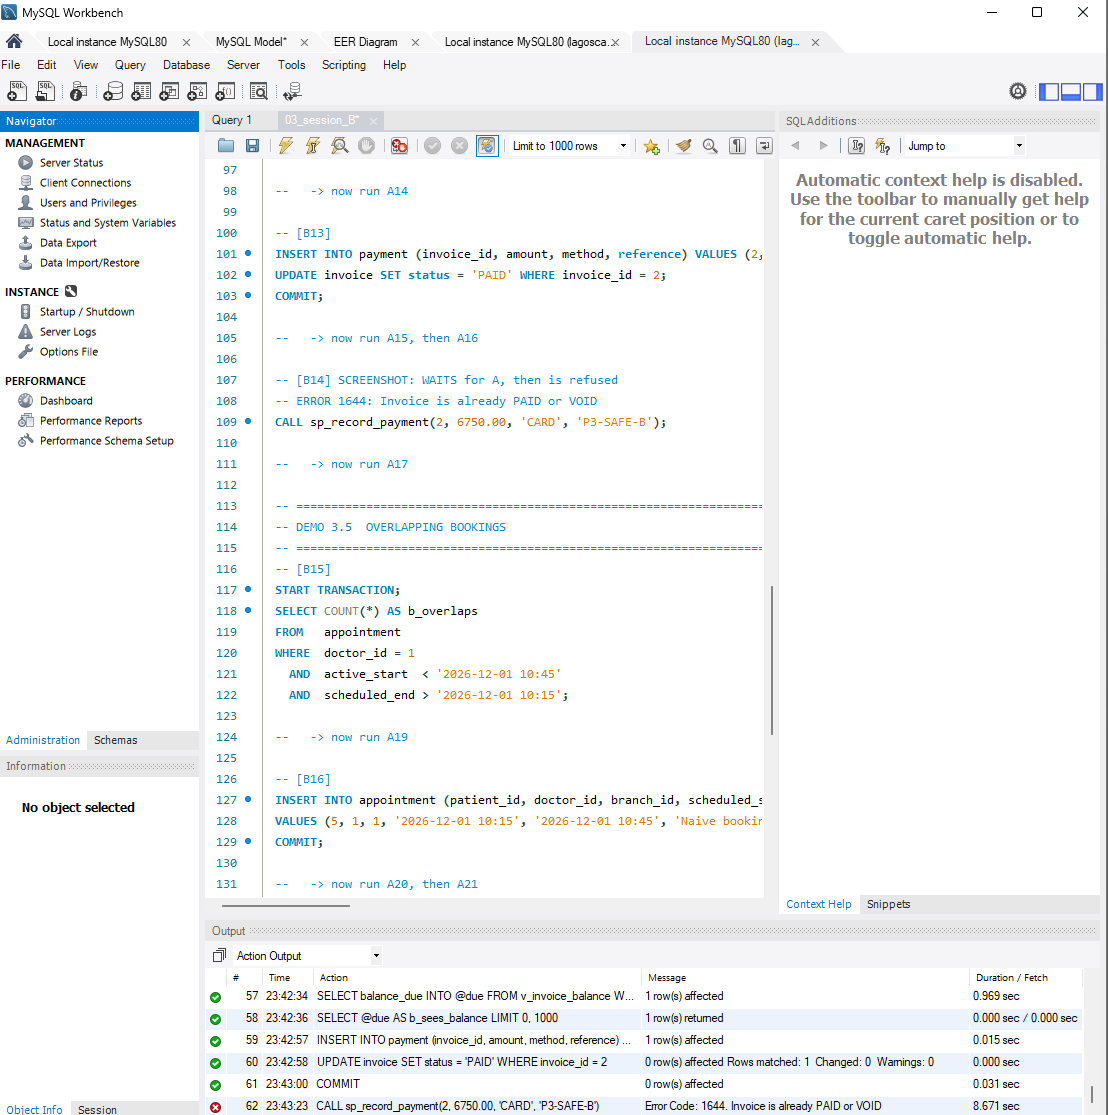 MySQL Workbench
Local instance MySQL80
MySQL Model*
EER Diagram
Local instance MySQL80 (lagosca...
Local instance MySQL80 (lag...
File Edit View Query Database Server Tools Scripting Help
Navigator
MANAGEMENT
Server Status
Client Connections
Users and Privileges
Status and System Variables
Data Export
Data Import/Restore
INSTANCE
Startup / Shutdown
Server Logs
Options File
PERFORMANCE
Dashboard
Performance Reports
Performance Schema Setup
Administration Schemas
Information
No object selected
Object Info Session
Query 1
03_session_B*
Limit to 1000 rows
97
98 -- -> now run A14
99
100 -- [B13]
101 INSERT INTO payment (invoice_id, amount, method, reference) VALUES (2,
102 UPDATE invoice SET status = 'PAID' WHERE invoice_id = 2;
103 COMMIT;
104
105 -- -> now run A15, then A16
106
107 -- [B14] SCREENSHOT: WAITS for A, then is refused
108 -- ERROR 1644: Invoice is already PAID or VOID
109 CALL sp_record_payment(2, 6750.00, 'CARD', 'P3-SAFE-B');
110
111 -- -> now run A17
112
113 -- ==================================================================
114 -- DEMO 3.5  OVERLAPPING BOOKINGS
115 -- ==================================================================
116 -- [B15]
117 START TRANSACTION;
118 SELECT COUNT(*) AS b_overlaps
119 FROM   appointment
120 WHERE  doctor_id = 1
121   AND  active_start  < '2026-12-01 10:45'
122   AND  scheduled_end > '2026-12-01 10:15';
123
124 -- -> now run A19
125
126 -- [B16]
127 INSERT INTO appointment (patient_id, doctor_id, branch_id, scheduled_s
128 VALUES (5, 1, 1, '2026-12-01 10:15', '2026-12-01 10:45', 'Naive bookin
129 COMMIT;
130
131 -- -> now run A20, then A21
SQLAdditions
Jump to
Automatic context help is disabled.
Use the toolbar to manually get help
for the current caret position or to
toggle automatic help.
Context Help Snippets
Output
Action Output
# Time Action Message Duration / Fetch
57 23:42:34 SELECT balance_due INTO @due FROM v_invoice_balance W... 1 row(s) affected 0.969 sec
58 23:42:36 SELECT @due AS b_sees_balance LIMIT 0, 1000 1 row(s) returned 0.000 sec / 0.000 sec
59 23:42:57 INSERT INTO payment (invoice_id, amount, method, reference) ... 1 row(s) affected 0.015 sec
60 23:42:58 UPDATE invoice SET status = 'PAID' WHERE invoice_id = 2 0 row(s) affected Rows matched: 1  Changed: 0  Warnings: 0 0.000 sec
61 23:43:00 COMMIT 0 row(s) affected 0.031 sec
62 23:43:23 CALL sp_record_payment(2, 6750.00, 'CARD', 'P3-SAFE-B') Error Code: 1644. Invoice is already PAID or VOID 8.671 sec